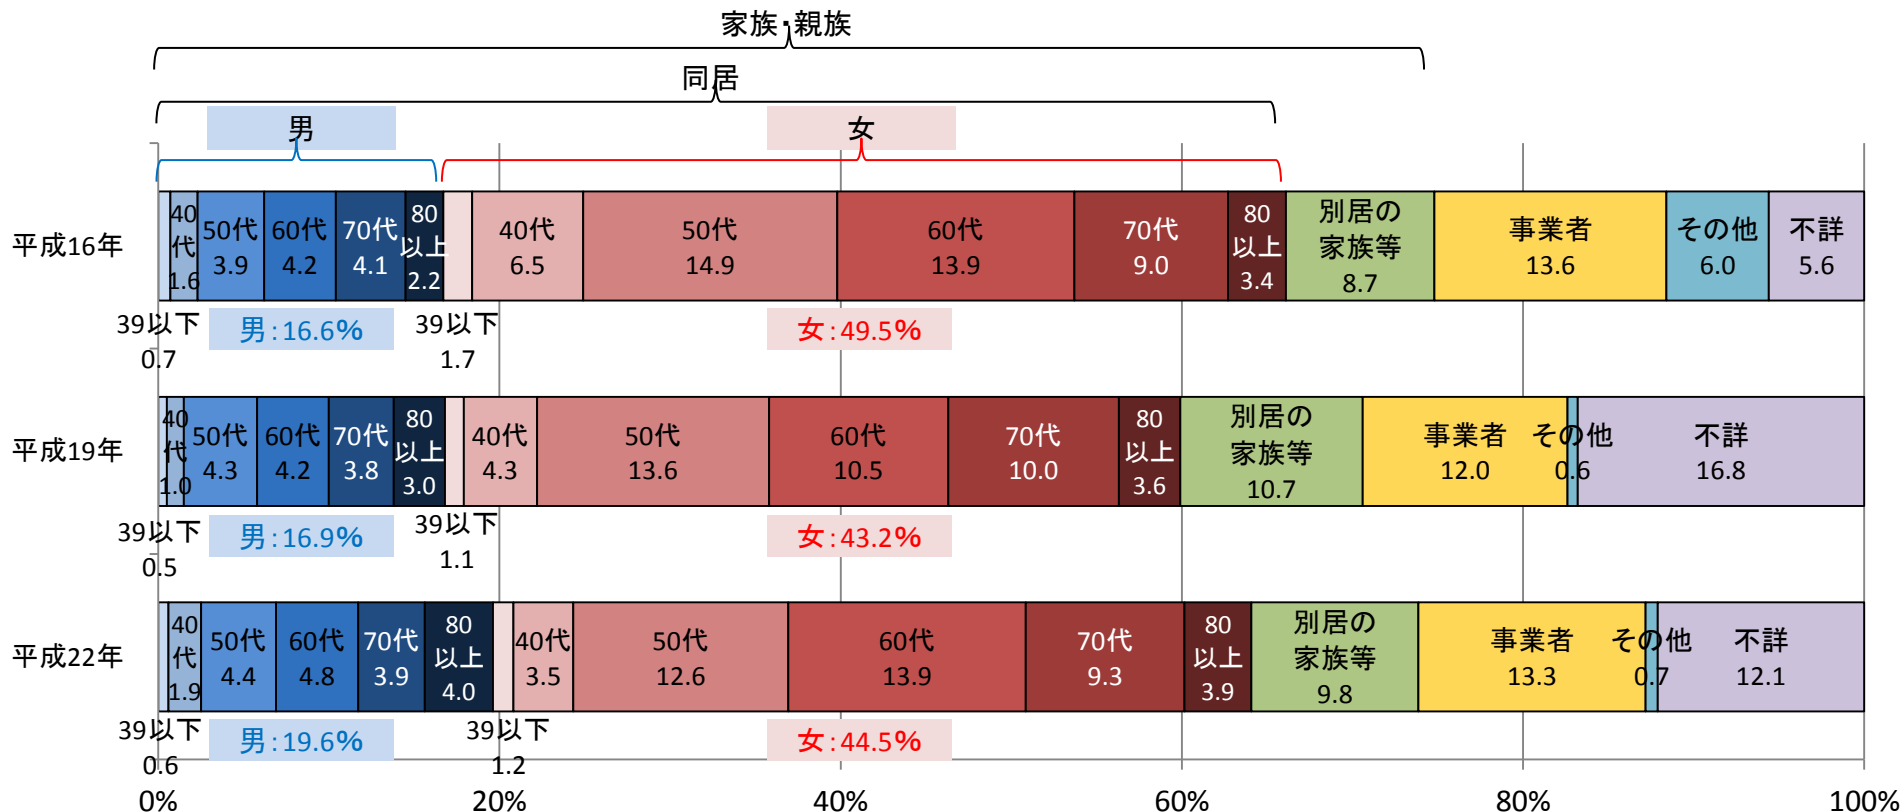 家族・親族
同居
男
女
平成16年
40代 1.6
50代 3.9
60代 4.2
70代 4.1
80以上 2.2
40代 6.5
50代 14.9
60代 13.9
70代 9.0
80以上 3.4
別居の家族等 8.7
事業者 13.6
その他 6.0
不詳 5.6
39以下 0.7
男:16.6%
39以下 1.7
女:49.5%
平成19年
40代 1.0
50代 4.3
60代 4.2
70代 3.8
80以上 3.0
40代 4.3
50代 13.6
60代 10.5
70代 10.0
80以上 3.6
別居の家族等 10.7
事業者 12.0
その他 0.6
不詳 16.8
39以下 0.5
男:16.9%
39以下 1.1
女:43.2%
平成22年
40代 1.9
50代 4.4
60代 4.8
70代 3.9
80以上 4.0
40代 3.5
50代 12.6
60代 13.9
70代 9.3
80以上 3.9
別居の家族等 9.8
事業者 13.3
その他 0.7
不詳 12.1
39以下 0.6
男:19.6%
39以下 1.2
女:44.5%
0% 20% 40% 60% 80% 100%